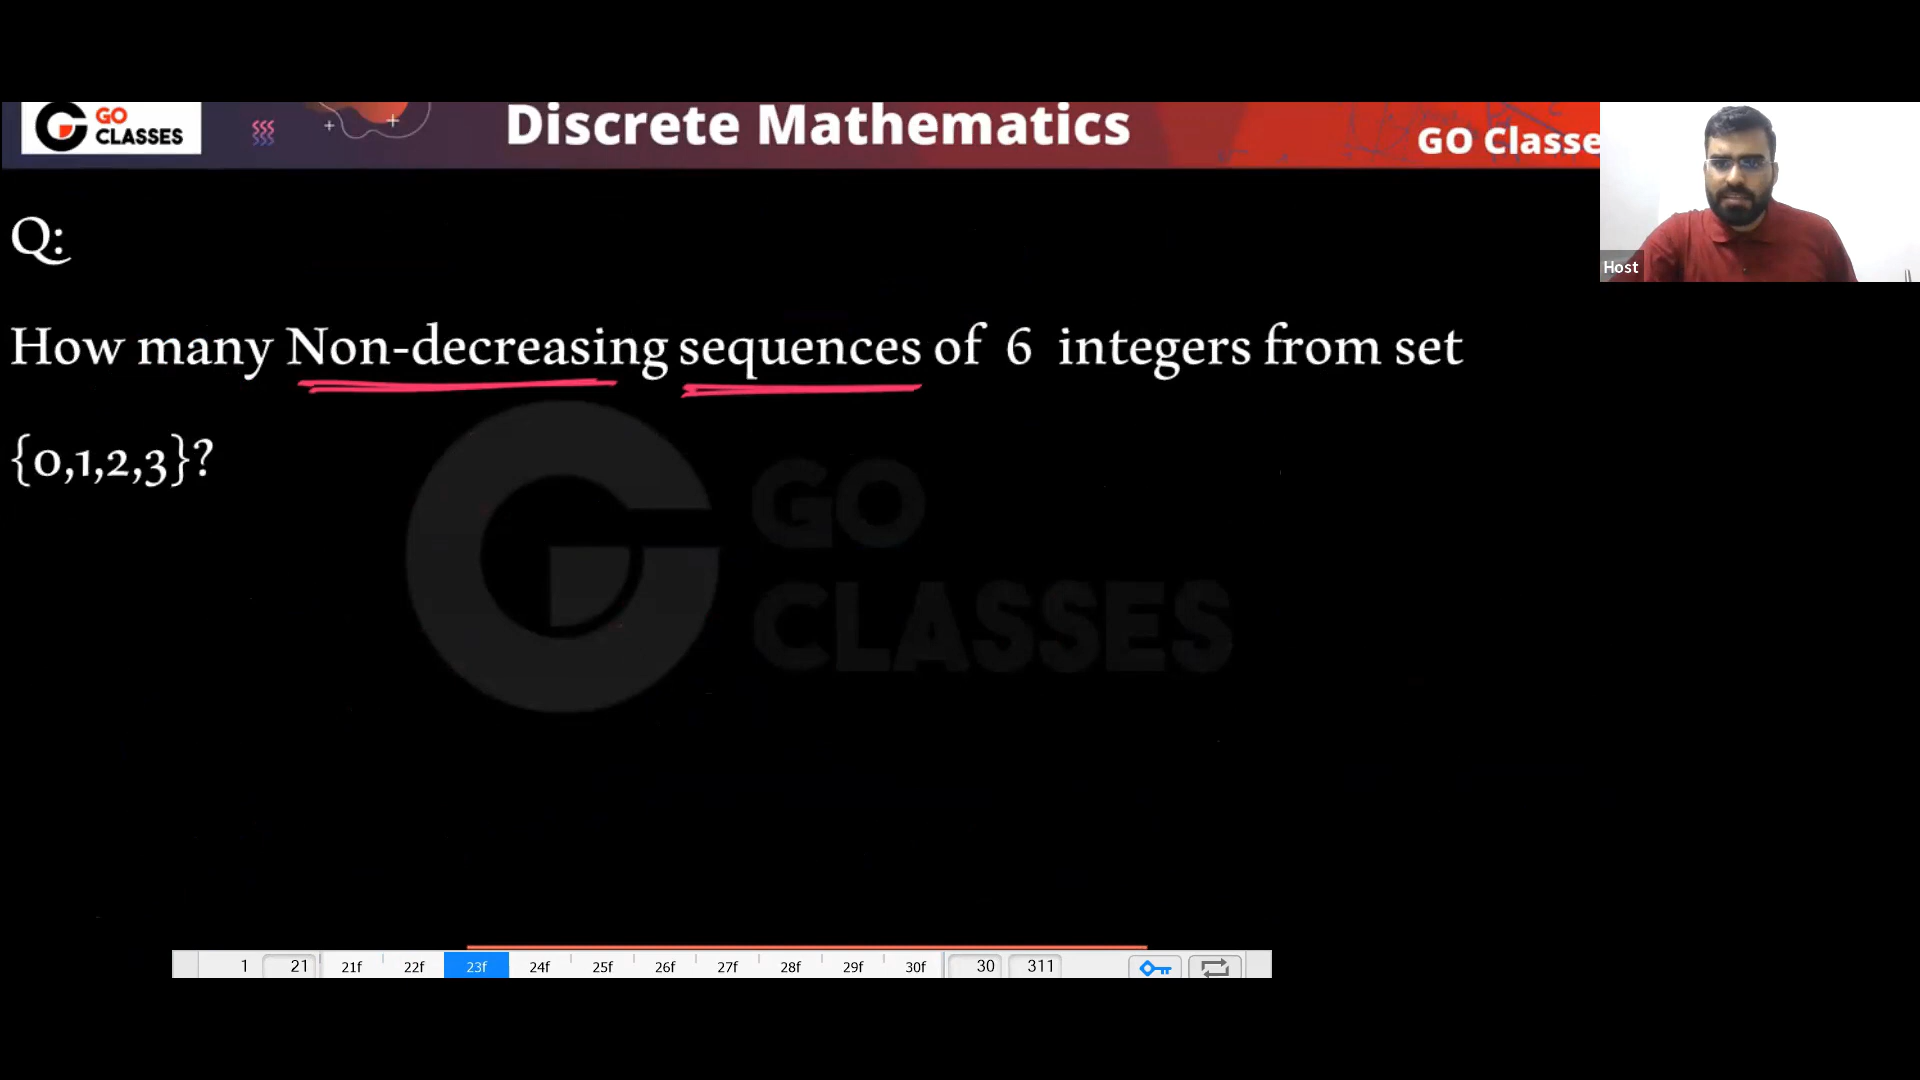 GO
CLASSES
Discrete Mathematics
GO Classe
Host
Q:
How many Non-decreasing sequences of 6 integers from set
{0,1,2,3}?
GO
CLASSES
1 21 21f 22f 23f 24f 25f 26f 27f 28f 29f 30f 30 311